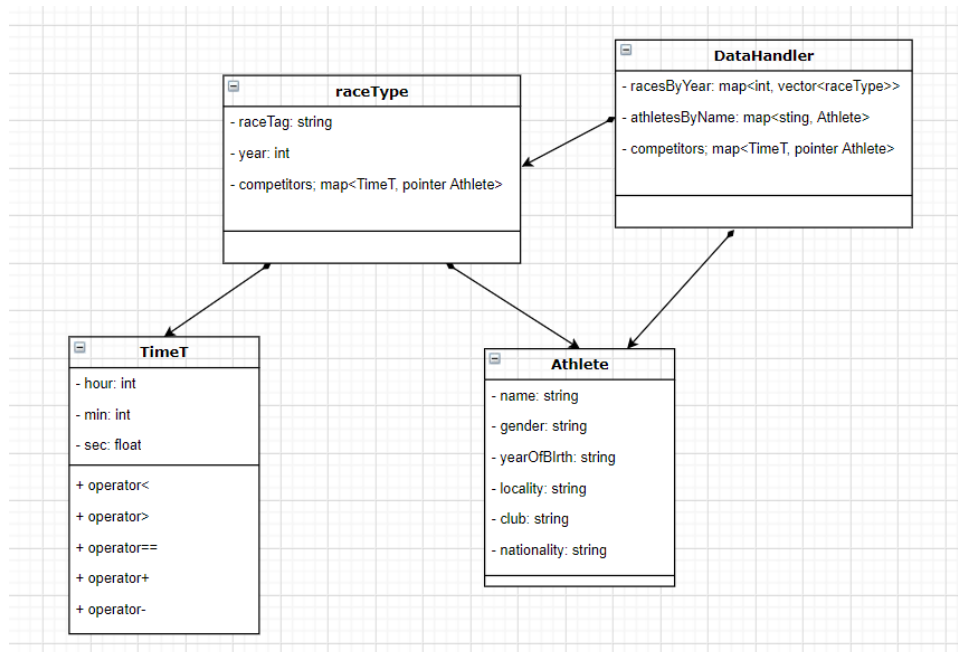 raceType
- raceTag: string
- year: int
- competitors; map<TimeT, pointer Athlete>
DataHandler
- racesByYear: map<int, vector<raceType>>
- athletesByName: map<sting, Athlete>
- competitors; map<TimeT, pointer Athlete>
TimeT
- hour: int
- min: int
- sec: float
+ operator<
+ operator>
+ operator==
+ operator+
+ operator-
Athlete
- name: string
- gender: string
- yearOfBIrth: string
- locality: string
- club: string
- nationality: string